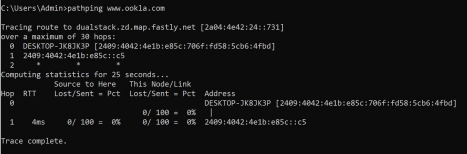 C:\Users\Admin>pathping www.ookla.com
Tracing route to dualstack.zd.map.fastly.net [2a04:4e42:24::731]
over a maximum of 30 hops:
0 DESKTOP-JK8JK3P [2409:4042:4e1b:e85c:706f:fd58:5cb6:4fbd]
1 2409:4042:4e1b:e85c::c5
2 * * *
Computing statistics for 25 seconds...
Source to Here This Node/Link
Hop RTT Lost/Sent = Pct Lost/Sent = Pct Address
0 DESKTOP-JK8JK3P [2409:4042:4e1b:e85c:706f:fd58:5cb6:4fbd]
0/ 100 = 0% |
1 4ms 0/ 100 = 0% 0/ 100 = 0% 2409:4042:4e1b:e85c::c5
Trace complete.